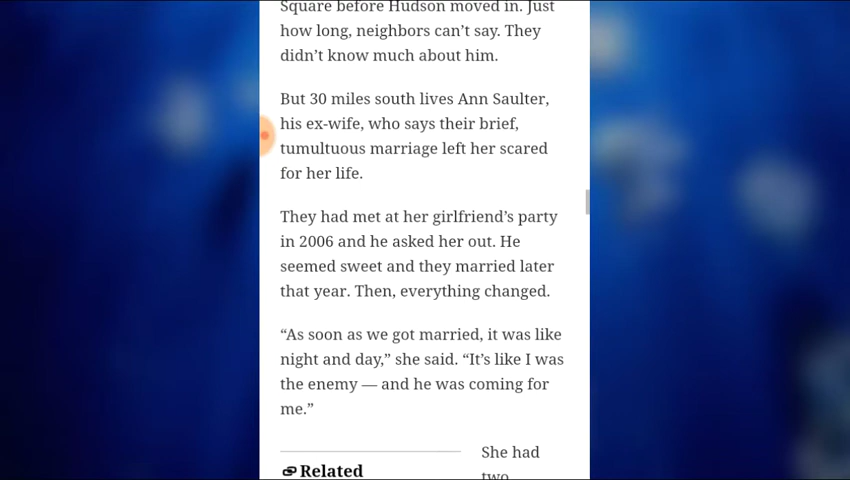 Square before Hudson moved in. Just
how long, neighbors can’t say. They
didn’t know much about him.
But 30 miles south lives Ann Saulter,
his ex-wife, who says their brief,
tumultuous marriage left her scared
for her life.
They had met at her girlfriend’s party
in 2006 and he asked her out. He
seemed sweet and they married later
that year. Then, everything changed.
“As soon as we got married, it was like
night and day,” she said. “It’s like I was
the enemy — and he was coming for
me.”
She had
two
Related